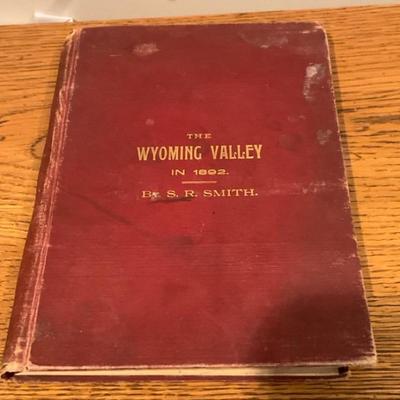 THE
WYOMING VALLEY
IN 1892.
BY S. R. SMITH.